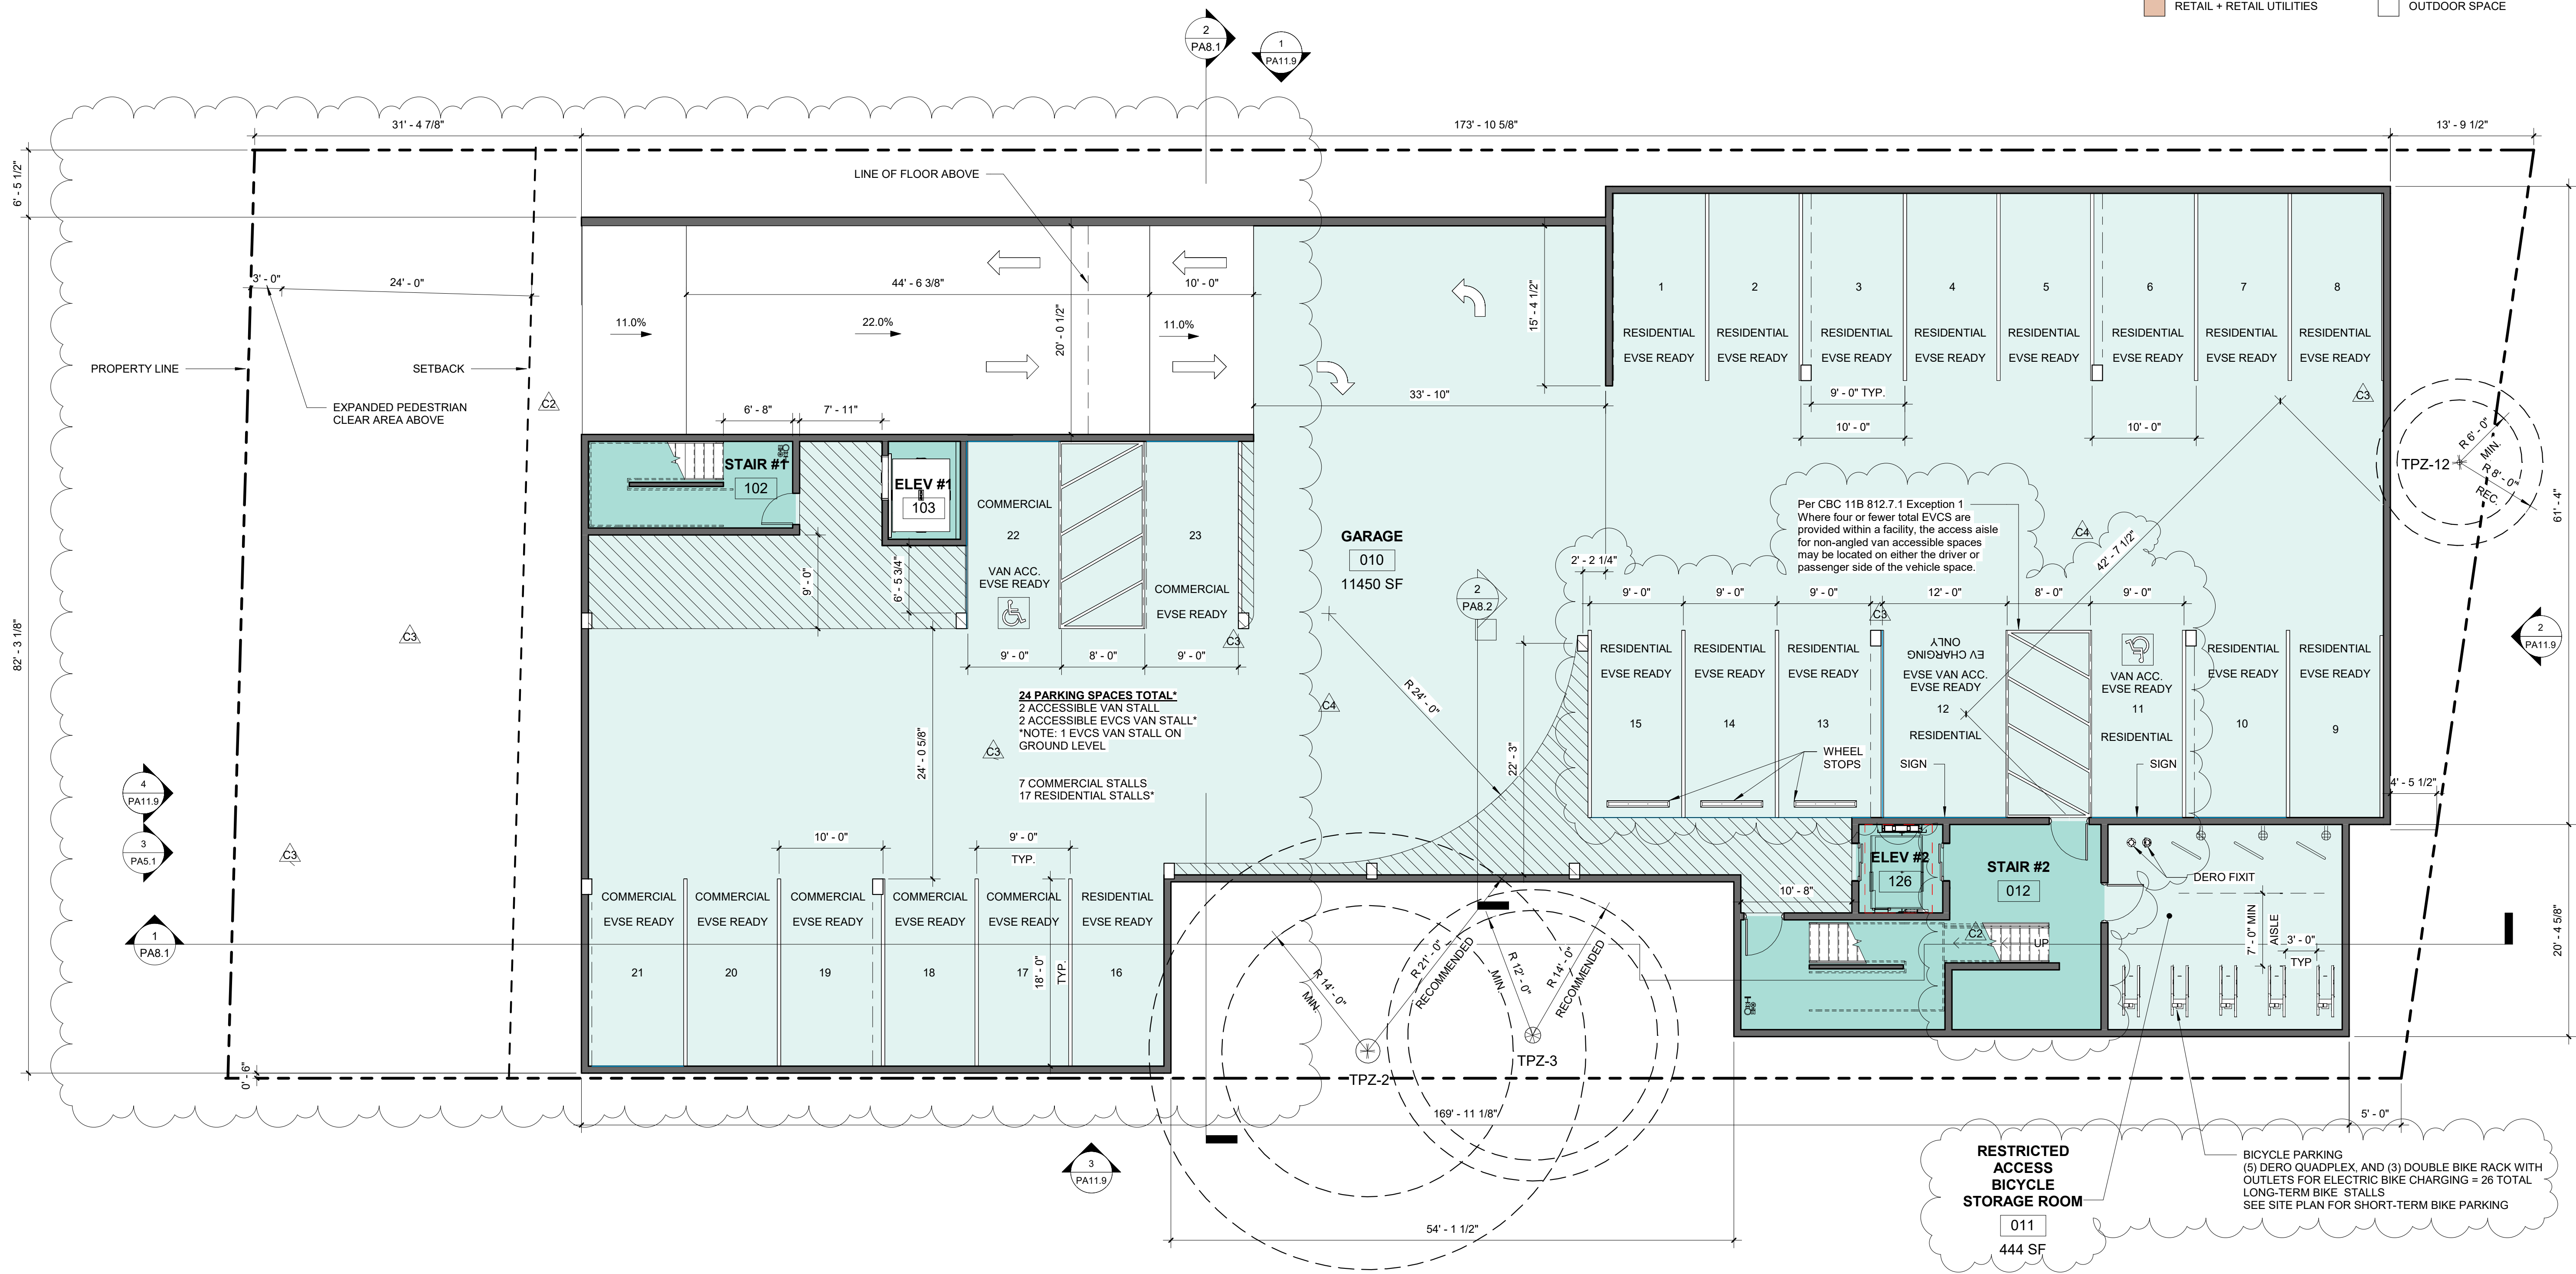 RETAIL + RETAIL UTILITIES
OUTDOOR SPACE
2
PA8.1
1
PA11.9
31' - 4 7/8"
173' - 10 5/8"
13' - 9 1/2"
6' - 5 1/2"
LINE OF FLOOR ABOVE
3' - 0"
24' - 0"
44' - 6 3/8"
10' - 0"
15' - 4 1/2"
20' - 0 1/2"
11.0%
22.0%
11.0%
PROPERTY LINE
SETBACK
EXPANDED PEDESTRIAN
CLEAR AREA ABOVE
C2
1
2
3
4
5
6
7
8
RESIDENTIAL
EVSE READY
RESIDENTIAL
EVSE READY
RESIDENTIAL
EVSE READY
RESIDENTIAL
EVSE READY
RESIDENTIAL
EVSE READY
RESIDENTIAL
EVSE READY
RESIDENTIAL
EVSE READY
RESIDENTIAL
EVSE READY
C3
33' - 10"
9' - 0" TYP.
10' - 0"
10' - 0"
6' - 8"
7' - 11"
STAIR #1
102
ELEV #1
103
COMMERCIAL
22
VAN ACC.
EVSE READY
23
COMMERCIAL
EVSE READY
9' - 0"
6' - 5 3/4"
GARAGE
010
11450 SF
Per CBC 11B 812.7.1 Exception 1
Where four or fewer total EVCS are
provided within a facility, the access aisle
for non-angled van accessible spaces
may be located on either the driver or
passenger side of the vehicle space.
C4
42' - 7 1/2"
TPZ-12
R 6' - 0"
MIN.
R 8' - 0"
REC.
61' - 4"
2
PA11.9
2
PA8.2
2' - 2 1/4"
9' - 0"
9' - 0"
9' - 0"
12' - 0"
8' - 0"
9' - 0"
C3
C3
C3
82' - 3 1/8"
9' - 0"
8' - 0"
9' - 0"
24 PARKING SPACES TOTAL*
2 ACCESSIBLE VAN STALL
2 ACCESSIBLE EVCS VAN STALL*
*NOTE: 1 EVCS VAN STALL ON
GROUND LEVEL
7 COMMERCIAL STALLS
17 RESIDENTIAL STALLS*
C3
C4
24' - 0 5/8"
R 24' - 0"
22' - 3"
RESIDENTIAL
EVSE READY
15
RESIDENTIAL
EVSE READY
14
RESIDENTIAL
EVSE READY
13
EV CHARGING
ONLY
EVSE VAN ACC.
EVSE READY
12
RESIDENTIAL
VAN ACC.
EVSE READY
11
RESIDENTIAL
RESIDENTIAL
EVSE READY
10
RESIDENTIAL
EVSE READY
9
WHEEL
STOPS
SIGN
SIGN
4' - 5 1/2"
4
PA11.9
3
PA5.1
C3
1
PA8.1
10' - 0"
9' - 0"
TYP.
COMMERCIAL
EVSE READY
21
COMMERCIAL
EVSE READY
20
COMMERCIAL
EVSE READY
19
COMMERCIAL
EVSE READY
18
COMMERCIAL
EVSE READY
17
RESIDENTIAL
EVSE READY
16
18' - 0"
TYP.
ELEV #2
126
STAIR #2
012
10' - 8"
C2
UP
DERO FIXIT
7' - 0" MIN
AISLE
3' - 0"
TYP
20' - 4 5/8"
R 14' - 0"
MIN
R 21' - 0"
RECOMMENDED
R 12' - 0"
MIN
R 14' - 0"
RECOMMENDED
TPZ-2
TPZ-3
0' - 6"
169' - 11 1/8"
5' - 0"
3
PA11.9
54' - 1 1/2"
RESTRICTED
ACCESS
BICYCLE
STORAGE ROOM
011
444 SF
BICYCLE PARKING
(5) DERO QUADPLEX, AND (3) DOUBLE BIKE RACK WITH
OUTLETS FOR ELECTRIC BIKE CHARGING = 26 TOTAL
LONG-TERM BIKE STALLS
SEE SITE PLAN FOR SHORT-TERM BIKE PARKING